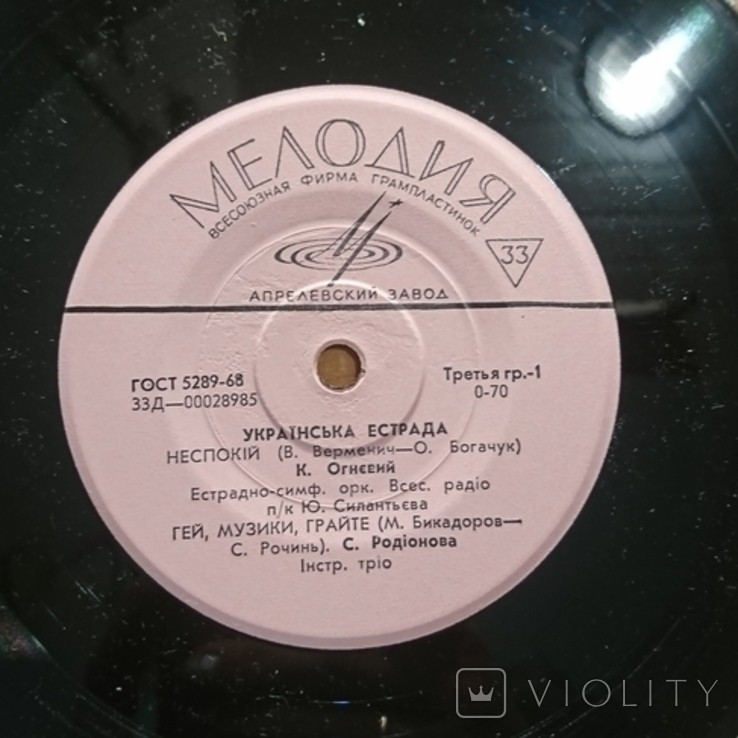 МЕЛОДИЯ
ВСЕСОЮЗНАЯ ФИРМА ГРАМПЛАСТИНОК
33
АПРЕЛЕВСКИЙ ЗАВОД
ГОСТ 5289-68
33Д—00028985
Третья гр.-1
0-70
УКРАЇНСЬКА ЕСТРАДА
НЕСПОКІЙ (В. Верменич—О. Богачук)
К. Огнєвий
Естрадно-симф. орк. Всес. радіо
п/к Ю. Силантьєва
ГЕЙ, МУЗИКИ, ГРАЙТЕ (М. Бикадоров—
С. Рочинь). С. Родіонова
Інстр. тріо
VIOLITY